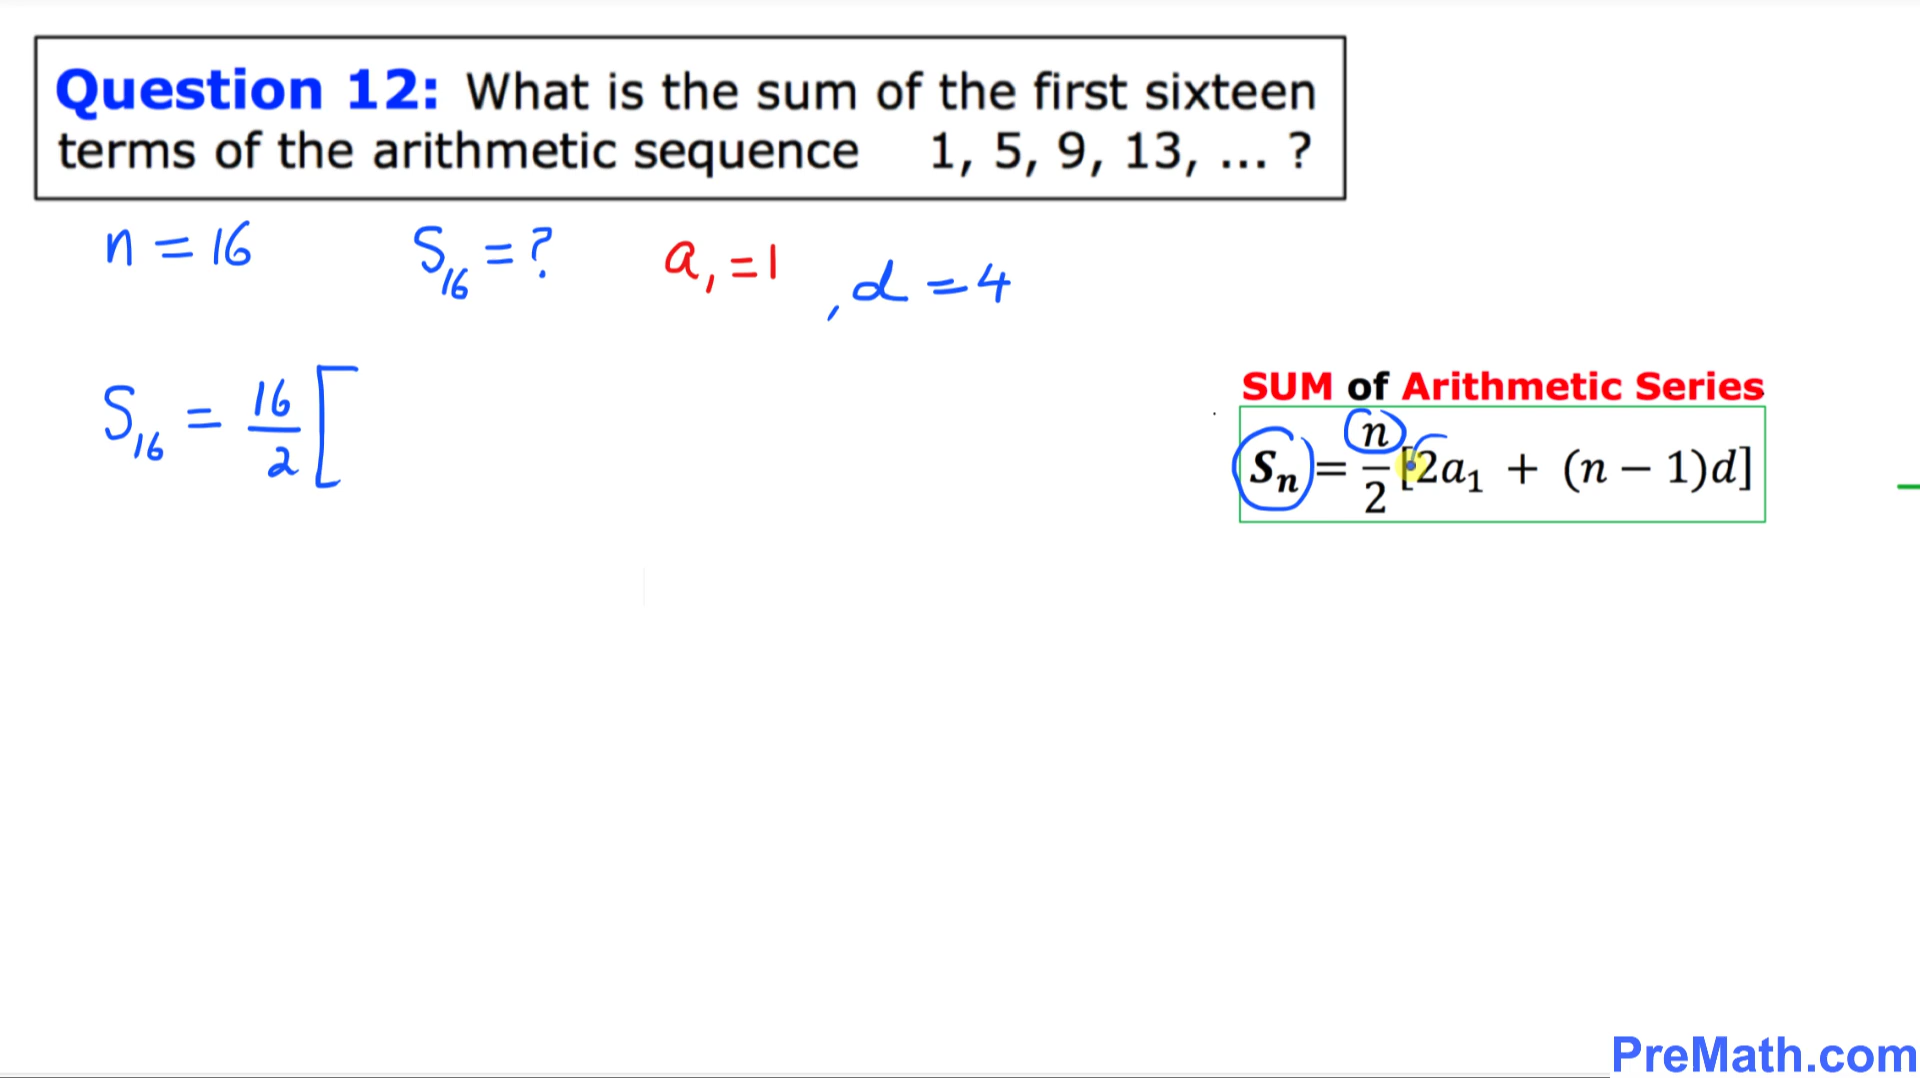 Question 12: What is the sum of the first sixteen
terms of the arithmetic sequence 1, 5, 9, 13, ... ?
n = 16 S₁₆ = ? a₁ = 1 , d = 4
S₁₆ = 16/2 [
SUM of Arithmetic Series
Sₙ = n/2 [2a₁ + (n − 1)d]
PreMath.com